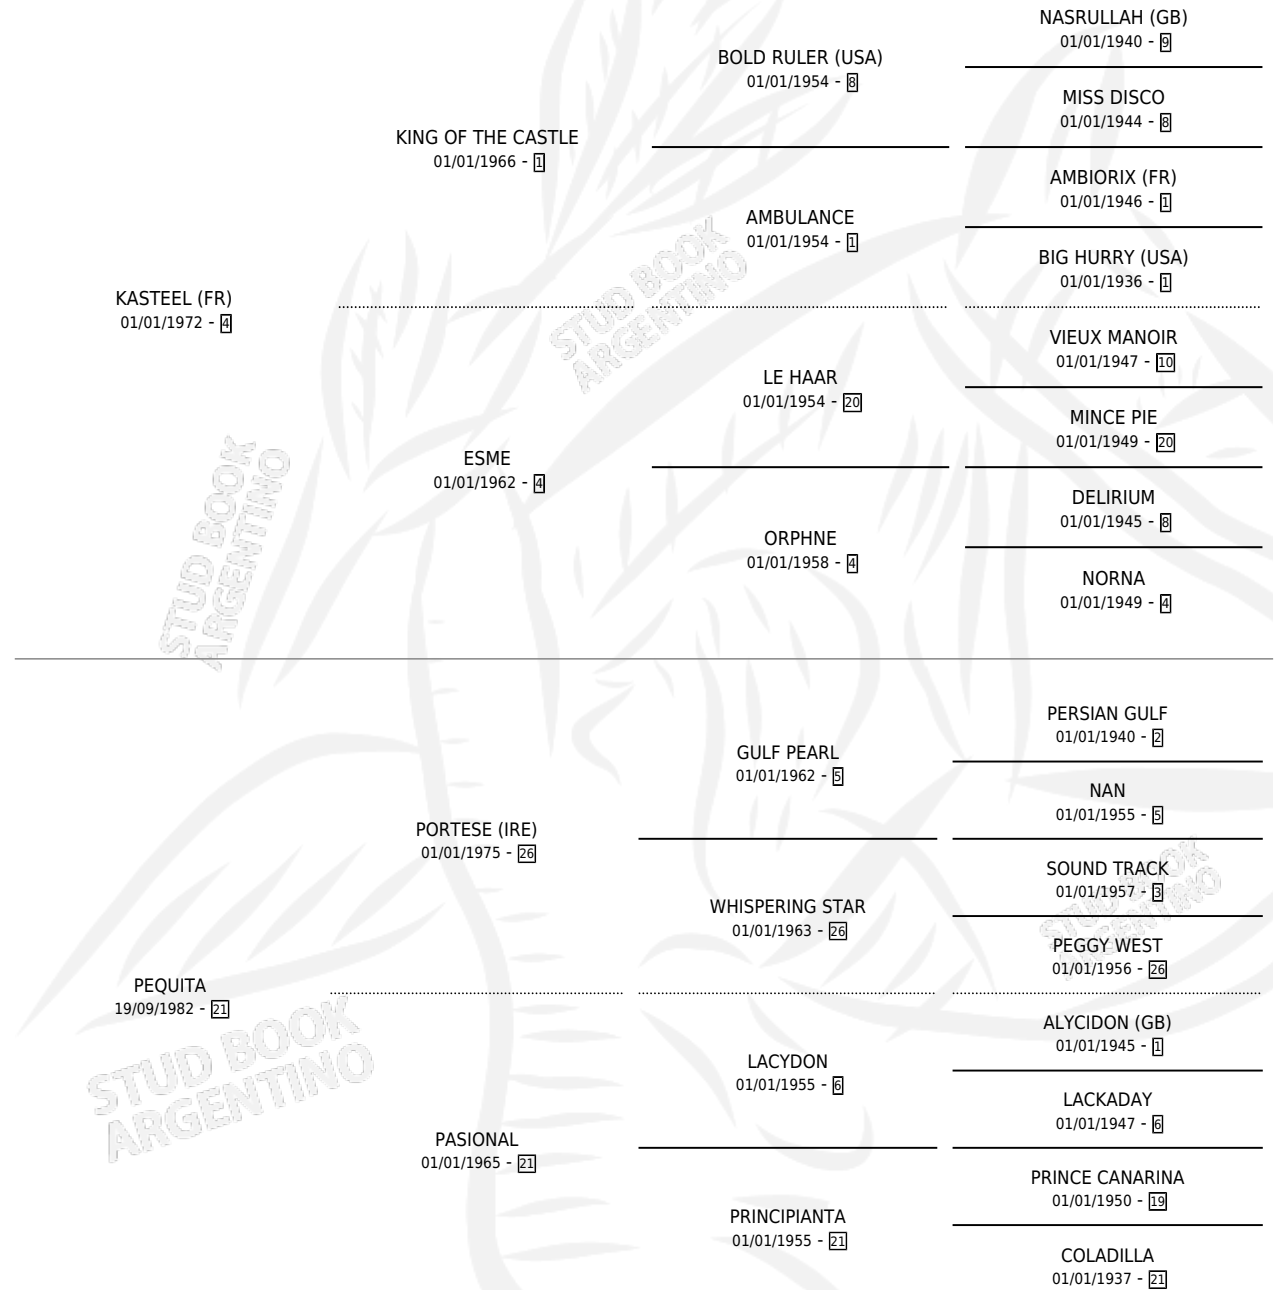 NASRULLAH (GB)
01/01/1940 - 9
BOLD RULER (USA)
01/01/1954 - 8
MISS DISCO
01/01/1944 - 8
KING OF THE CASTLE
01/01/1966 - 1
AMBIORIX (FR)
01/01/1946 - 1
AMBULANCE
01/01/1954 - 1
BIG HURRY (USA)
01/01/1936 - 1
KASTEEL (FR)
01/01/1972 - 4
VIEUX MANOIR
01/01/1947 - 10
LE HAAR
01/01/1954 - 20
MINCE PIE
01/01/1949 - 20
ESME
01/01/1962 - 4
DELIRIUM
01/01/1945 - 8
ORPHNE
01/01/1958 - 4
NORNA
01/01/1949 - 4
PERSIAN GULF
01/01/1940 - 2
GULF PEARL
01/01/1962 - 5
NAN
01/01/1955 - 5
PORTESE (IRE)
01/01/1975 - 26
SOUND TRACK
01/01/1957 - 3
WHISPERING STAR
01/01/1963 - 26
PEGGY WEST
01/01/1956 - 26
PEQUITA
19/09/1982 - 21
ALYCIDON (GB)
01/01/1945 - 1
LACYDON
01/01/1955 - 6
LACKADAY
01/01/1947 - 6
PASIONAL
01/01/1965 - 21
PRINCE CANARINA
01/01/1950 - 19
PRINCIPIANTA
01/01/1955 - 21
COLADILLA
01/01/1937 - 21
STUD BOOK
ARGENTINO
STUD BOOK
ARGENTINO
STUD BOOK
ARGENTINO
STUD BOOK
ARGENTINO